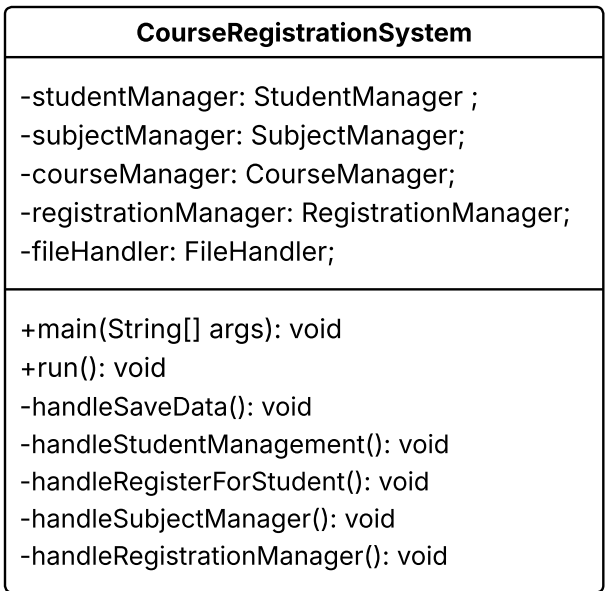 CourseRegistrationSystem
-studentManager: StudentManager ;
-subjectManager: SubjectManager;
-courseManager: CourseManager;
-registrationManager: RegistrationManager;
-fileHandler: FileHandler;
+main(String[] args): void
+run(): void
-handleSaveData(): void
-handleStudentManagement(): void
-handleRegisterForStudent(): void
-handleSubjectManager(): void
-handleRegistrationManager(): void